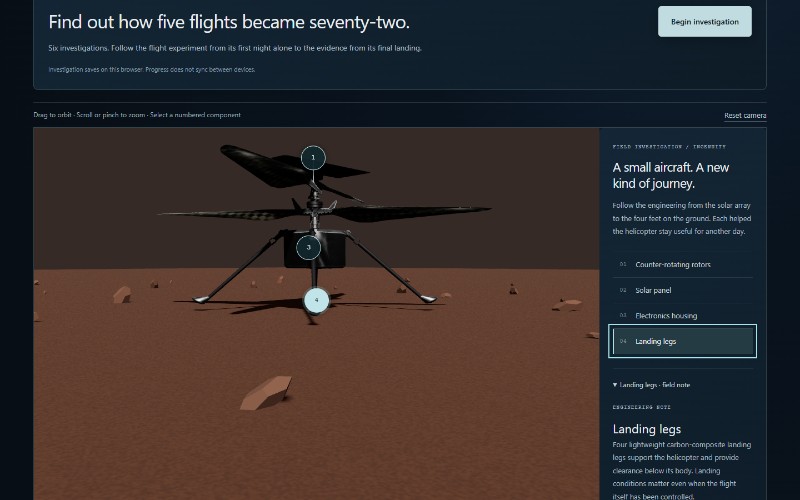 Find out how five flights became seventy-two.
Begin investigation
Six investigations. Follow the flight experiment from its first night alone to the evidence from its final landing.
Investigation saves on this browser. Progress does not sync between devices.
Drag to orbit · Scroll or pinch to zoom · Select a numbered component
Reset camera
1
3
4
FIELD INVESTIGATION / INGENUITY
A small aircraft. A new
kind of journey.
Follow the engineering from the solar array
to the four feet on the ground. Each helped
the helicopter stay useful for another day.
01 Counter-rotating rotors
02 Solar panel
03 Electronics housing
04 Landing legs
▼ Landing legs · field note
ENGINEERING NOTE
Landing legs
Four lightweight carbon-composite landing
legs support the helicopter and provide
clearance below its body. Landing
conditions matter even when the flight
itself has been controlled.